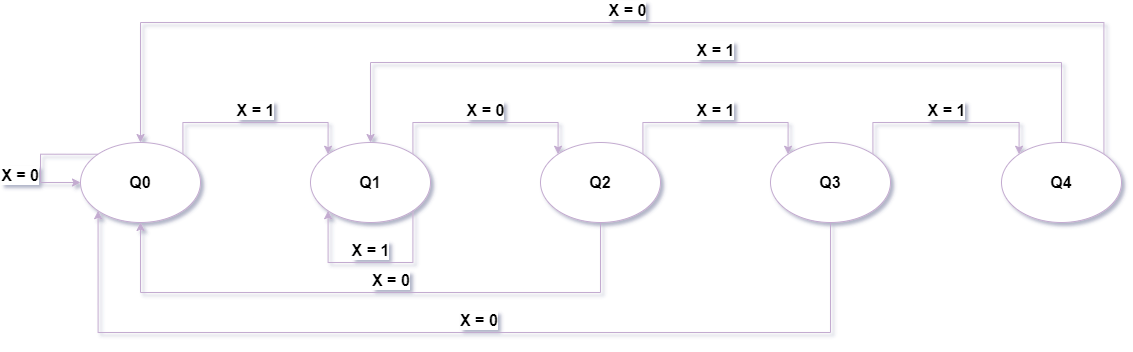 X = 0
X = 1
X = 1
X = 0
X = 1
X = 1
X = 0
Q0
Q1
Q2
Q3
Q4
X = 1
X = 0
X = 0